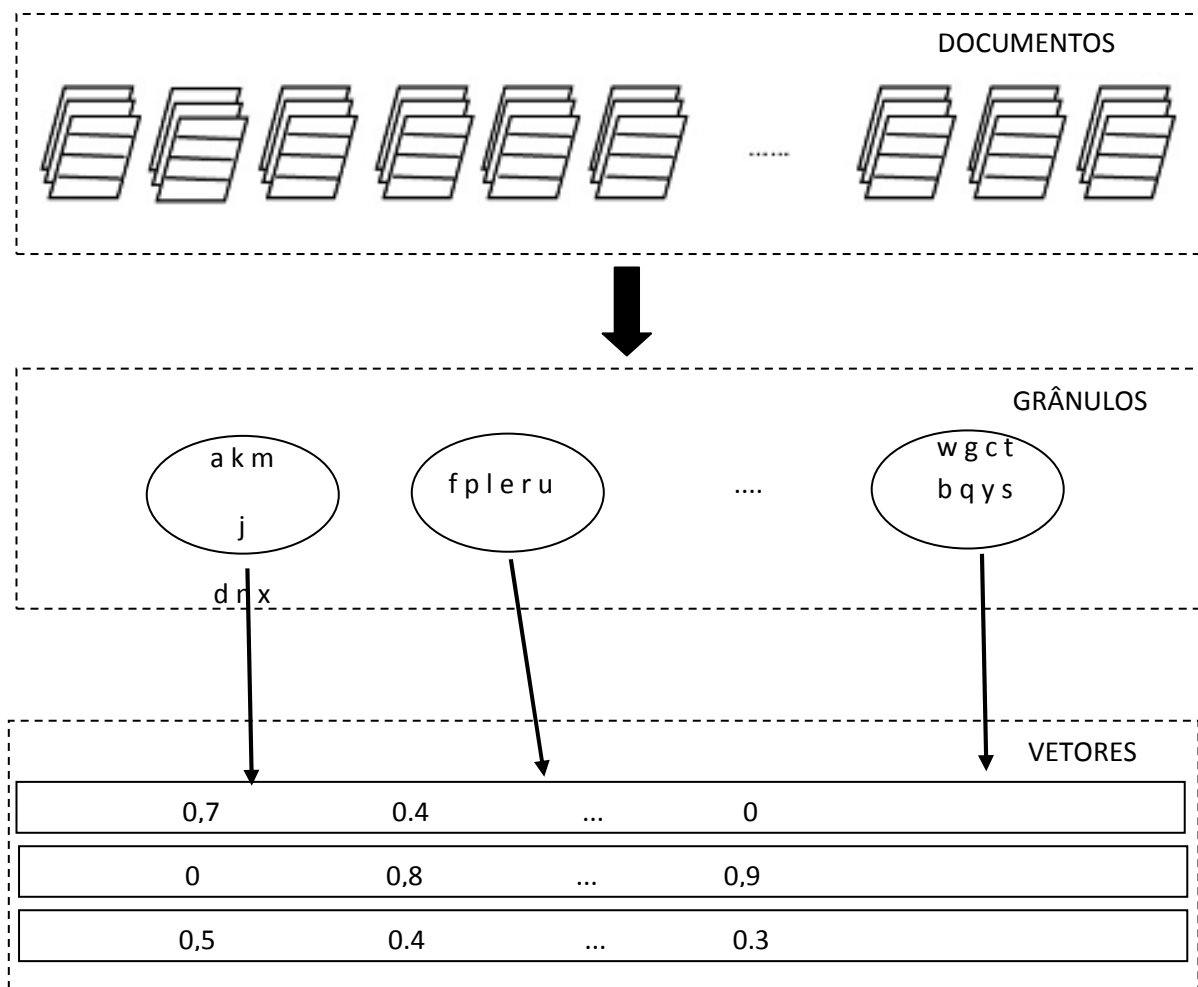 DOCUMENTOS
......
GRÂNULOS
a k m
j
d n x
f p l e r u
....
w g c t
b q y s
VETORES
0,7 0.4 ... 0
0 0,8 ... 0,9
0,5 0.4 ... 0.3